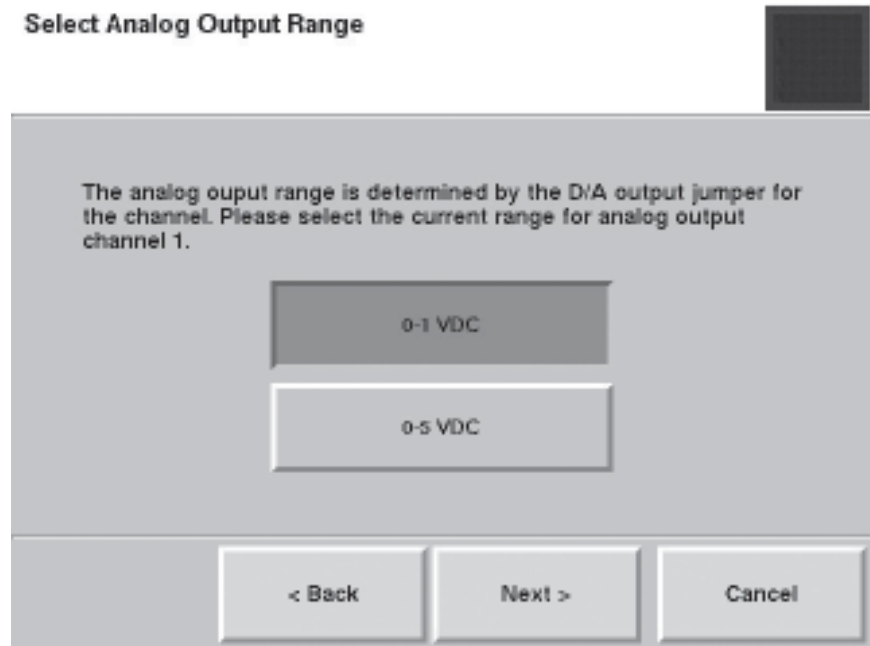 Select Analog Output Range
The analog ouput range is determined by the D/A output jumper for
the channel. Please select the current range for analog output
channel 1.
0-1 VDC
0-5 VDC
< Back
Next >
Cancel